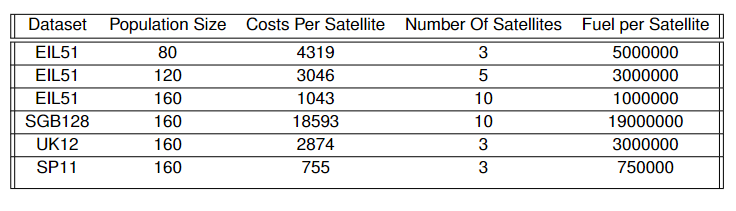 Dataset Population Size Costs Per Satellite Number Of Satellites Fuel per Satellite
EIL51 80 4319 3 5000000
EIL51 120 3046 5 3000000
EIL51 160 1043 10 1000000
SGB128 160 18593 10 19000000
UK12 160 2874 3 3000000
SP11 160 755 3 750000